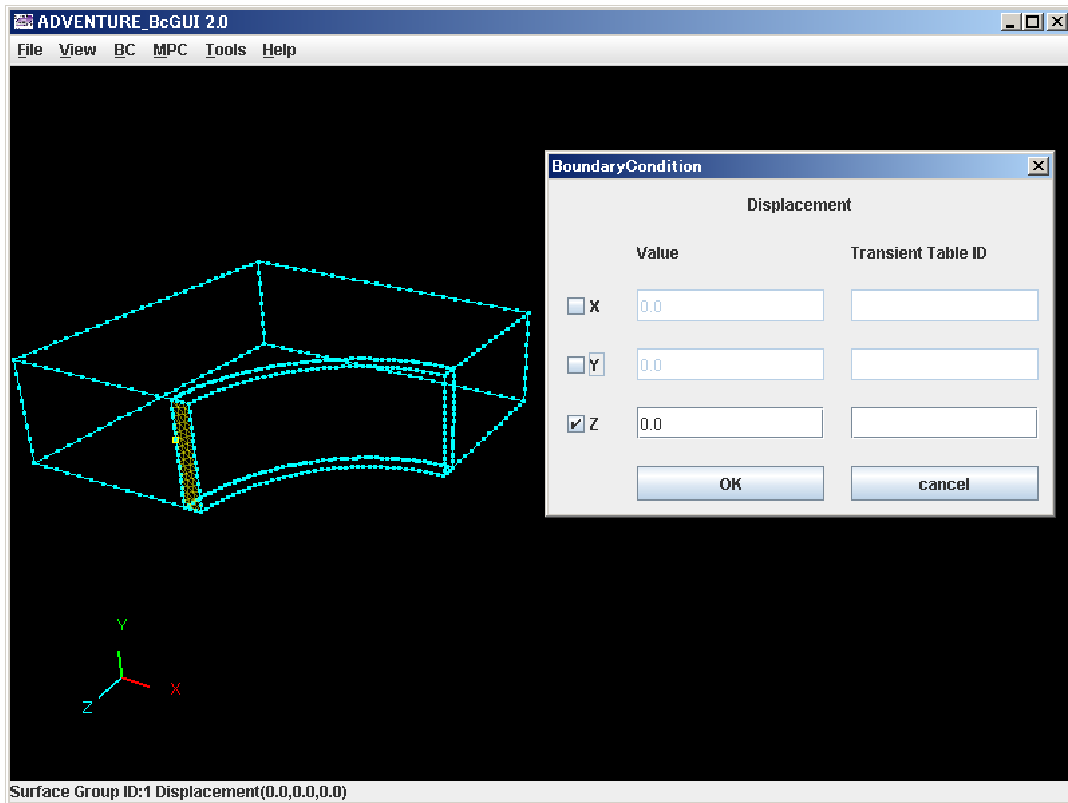 ADVENTURE_BcGUI 2.0
File View BC MPC Tools Help
BoundaryCondition
Displacement
Value Transient Table ID
X 0.0
Y 0.0
Z 0.0
OK cancel
Y
X
Z
Surface Group ID:1 Displacement(0.0,0.0,0.0)